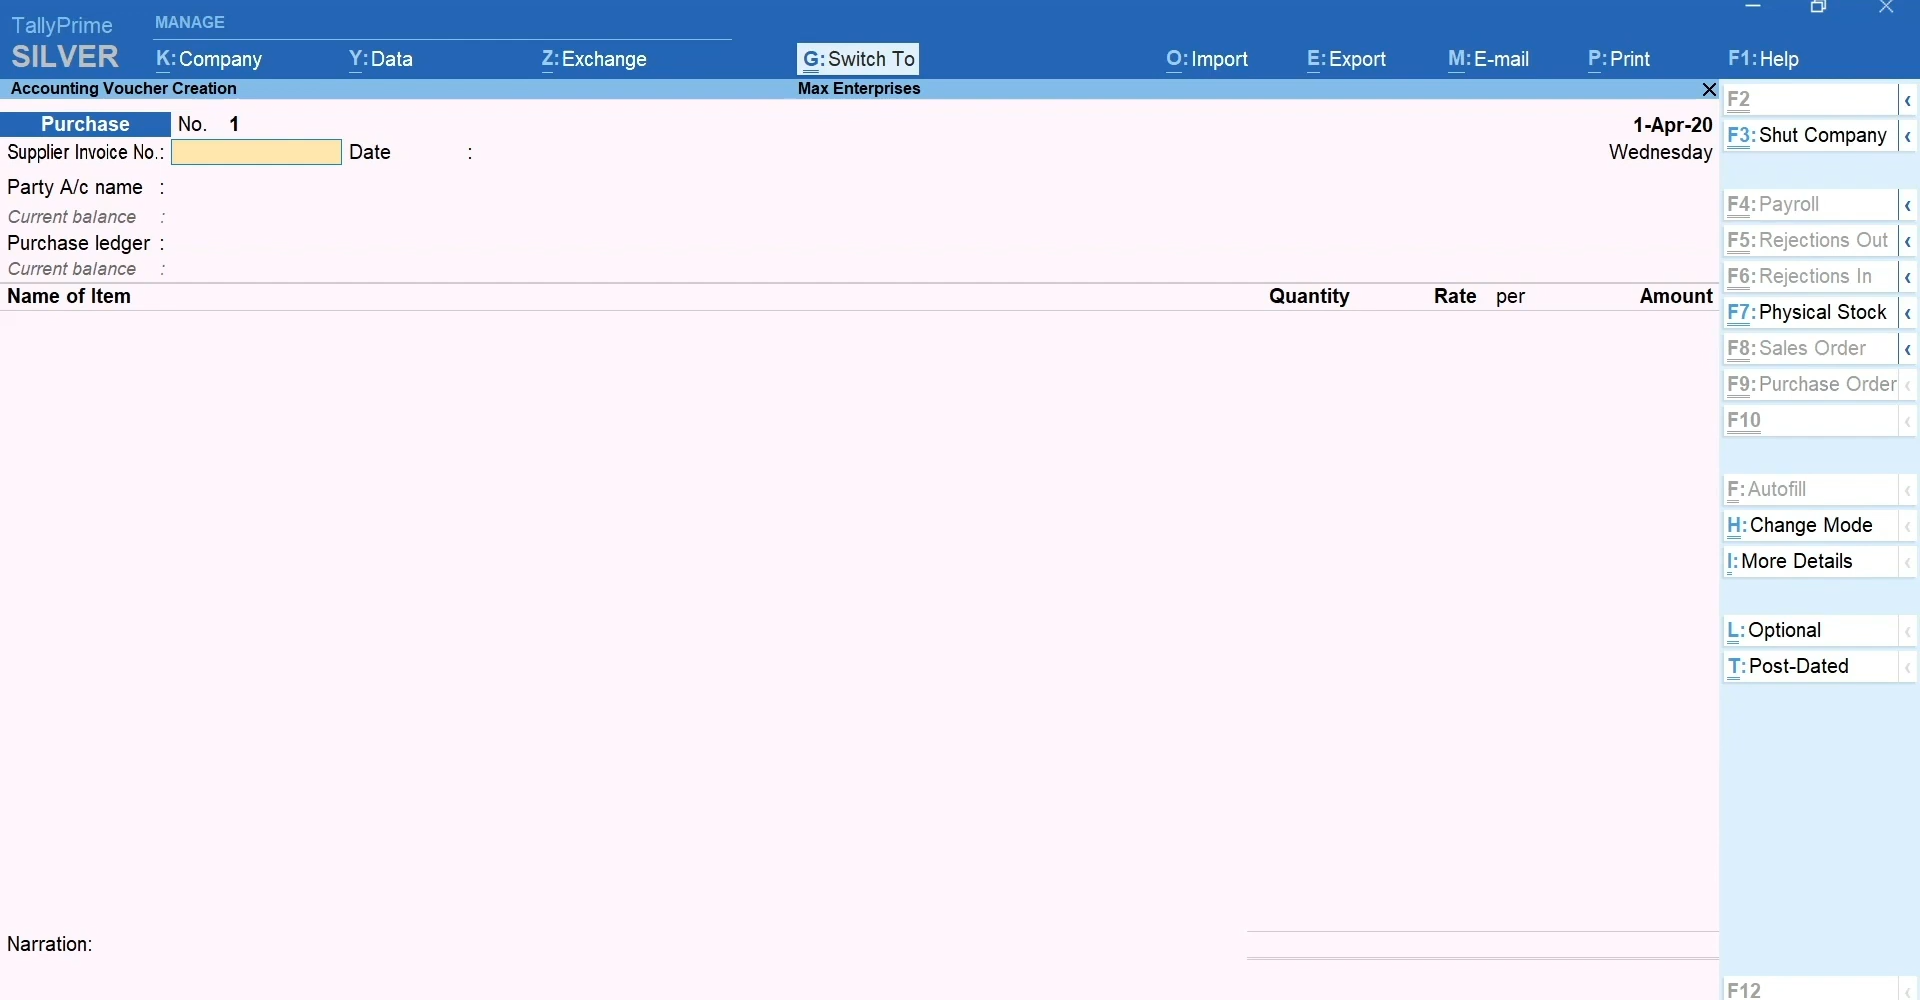 TallyPrime
MANAGE
SILVER
K: Company Y: Data Z: Exchange G: Switch To O: Import E: Export M: E-mail P: Print F1: Help
Accounting Voucher Creation Max Enterprises
Purchase No. 1 1-Apr-20
Supplier Invoice No.: Date : Wednesday
Party A/c name :
Current balance :
Purchase ledger :
Current balance :
Name of Item Quantity Rate per Amount
Narration:
F2
F3: Shut Company
F4: Payroll
F5: Rejections Out
F6: Rejections In
F7: Physical Stock
F8: Sales Order
F9: Purchase Order
F10
F: Autofill
H: Change Mode
I: More Details
L: Optional
T: Post-Dated
F12